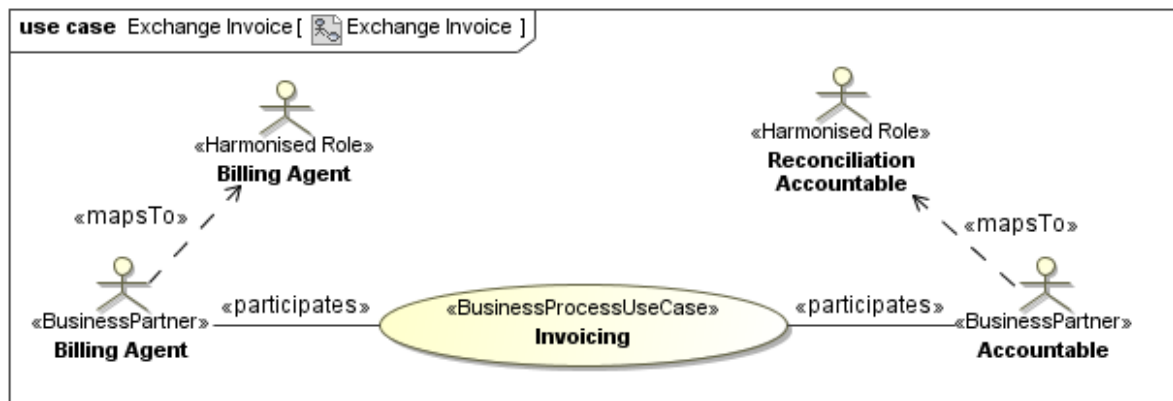 use case Exchange Invoice [ Exchange Invoice ]
«Harmonised Role»
Billing Agent
«Harmonised Role»
Reconciliation
Accountable
«mapsTo»
«mapsTo»
«BusinessPartner»
Billing Agent
«participates»
«BusinessProcessUseCase»
Invoicing
«participates»
«BusinessPartner»
Accountable